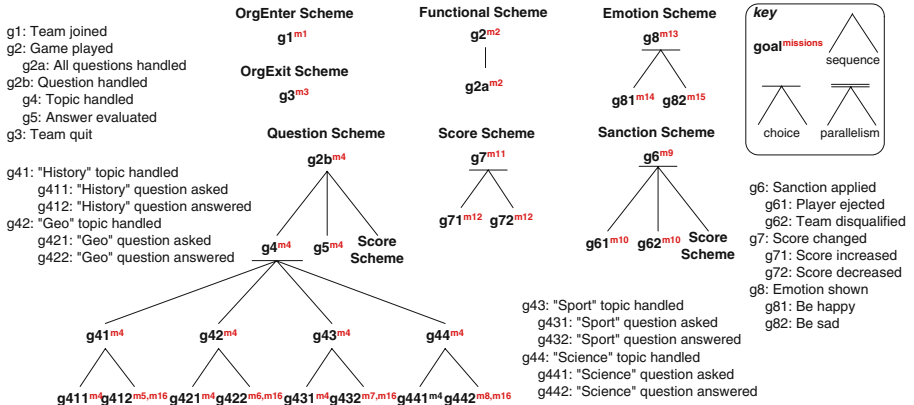 g1: Team joined
g2: Game played
g2a: All questions handled
g2b: Question handled
g4: Topic handled
g5: Answer evaluated
g3: Team quit
g41: "History" topic handled
g411: "History" question asked
g412: "History" question answered
g42: "Geo" topic handled
g421: "Geo" question asked
g422: "Geo" question answered
OrgEnter Scheme
g1m1
OrgExit Scheme
g3m3
Functional Scheme
g2m2
g2am2
Emotion Scheme
g8m13
g81m14 g82m15
key
goalmissions
sequence
choice
parallelism
Question Scheme
g2bm4
g4m4 g5m4 Score
Scheme
g41m4 g42m4 g43m4 g44m4
g411m4 g412m5,m16 g421m4 g422m6,m16 g431m4 g432m7,m16 g441m4 g442m8,m16
Score Scheme
g7m11
g71m12 g72m12
Sanction Scheme
g6m9
g61m10 g62m10 Score
Scheme
g6: Sanction applied
g61: Player ejected
g62: Team disqualified
g7: Score changed
g71: Score increased
g72: Score decreased
g8: Emotion shown
g81: Be happy
g82: Be sad
g43: "Sport" topic handled
g431: "Sport" question asked
g432: "Sport" question answered
g44: "Science" topic handled
g441: "Science" question asked
g442: "Science" question answered